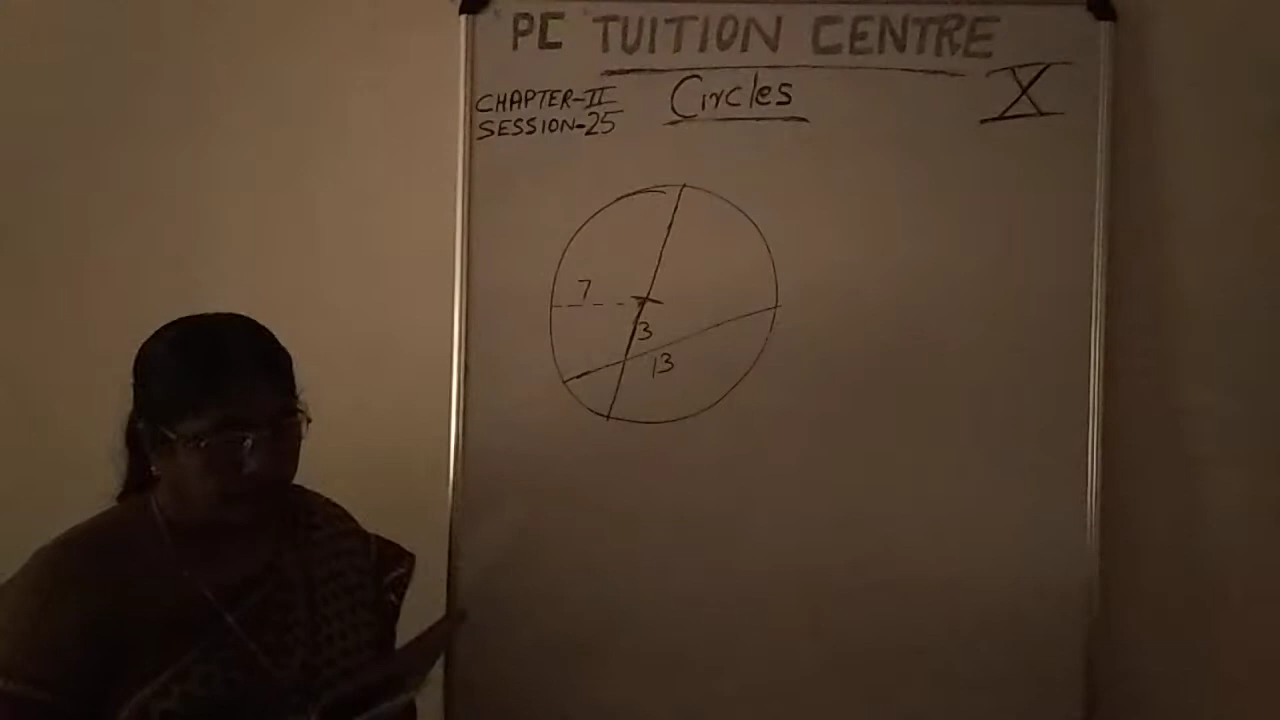 PC TUITION CENTRE
CHAPTER-II
SESSION-25
Circles
X
7
3
13